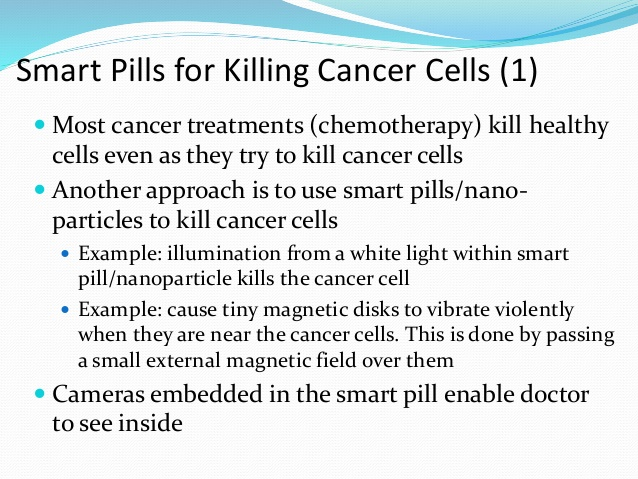 Smart Pills for Killing Cancer Cells (1)
Most cancer treatments (chemotherapy) kill healthy
cells even as they try to kill cancer cells
Another approach is to use smart pills/nano-
particles to kill cancer cells
Example: illumination from a white light within smart
pill/nanoparticle kills the cancer cell
Example: cause tiny magnetic disks to vibrate violently
when they are near the cancer cells. This is done by passing
a small external magnetic field over them
Cameras embedded in the smart pill enable doctor
to see inside